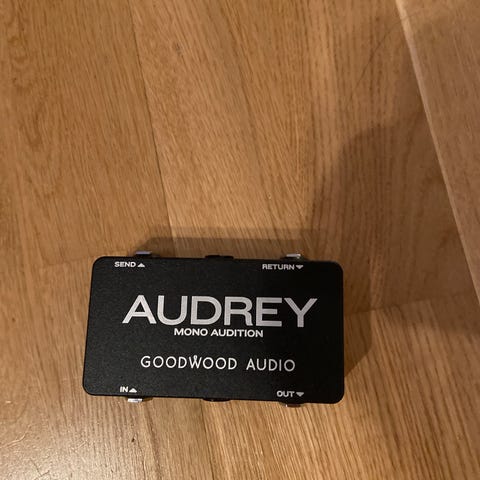 SEND ▲ RETURN ▼
AUDREY
MONO AUDITION
GOODWOOD AUDIO
IN ▲ OUT ▼